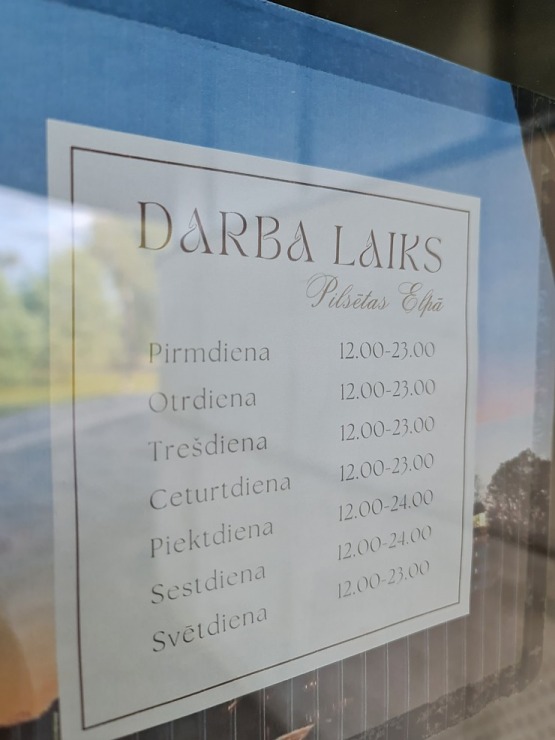 DARBA LAIKS
Pilsētas Elpā
Pirmdiena 12.00-23.00
Otrdiena 12.00-23.00
Trešdiena 12.00-23.00
Ceturtdiena 12.00-23.00
Piektdiena 12.00-24.00
Sestdiena 12.00-24.00
Svētdiena 12.00-23.00